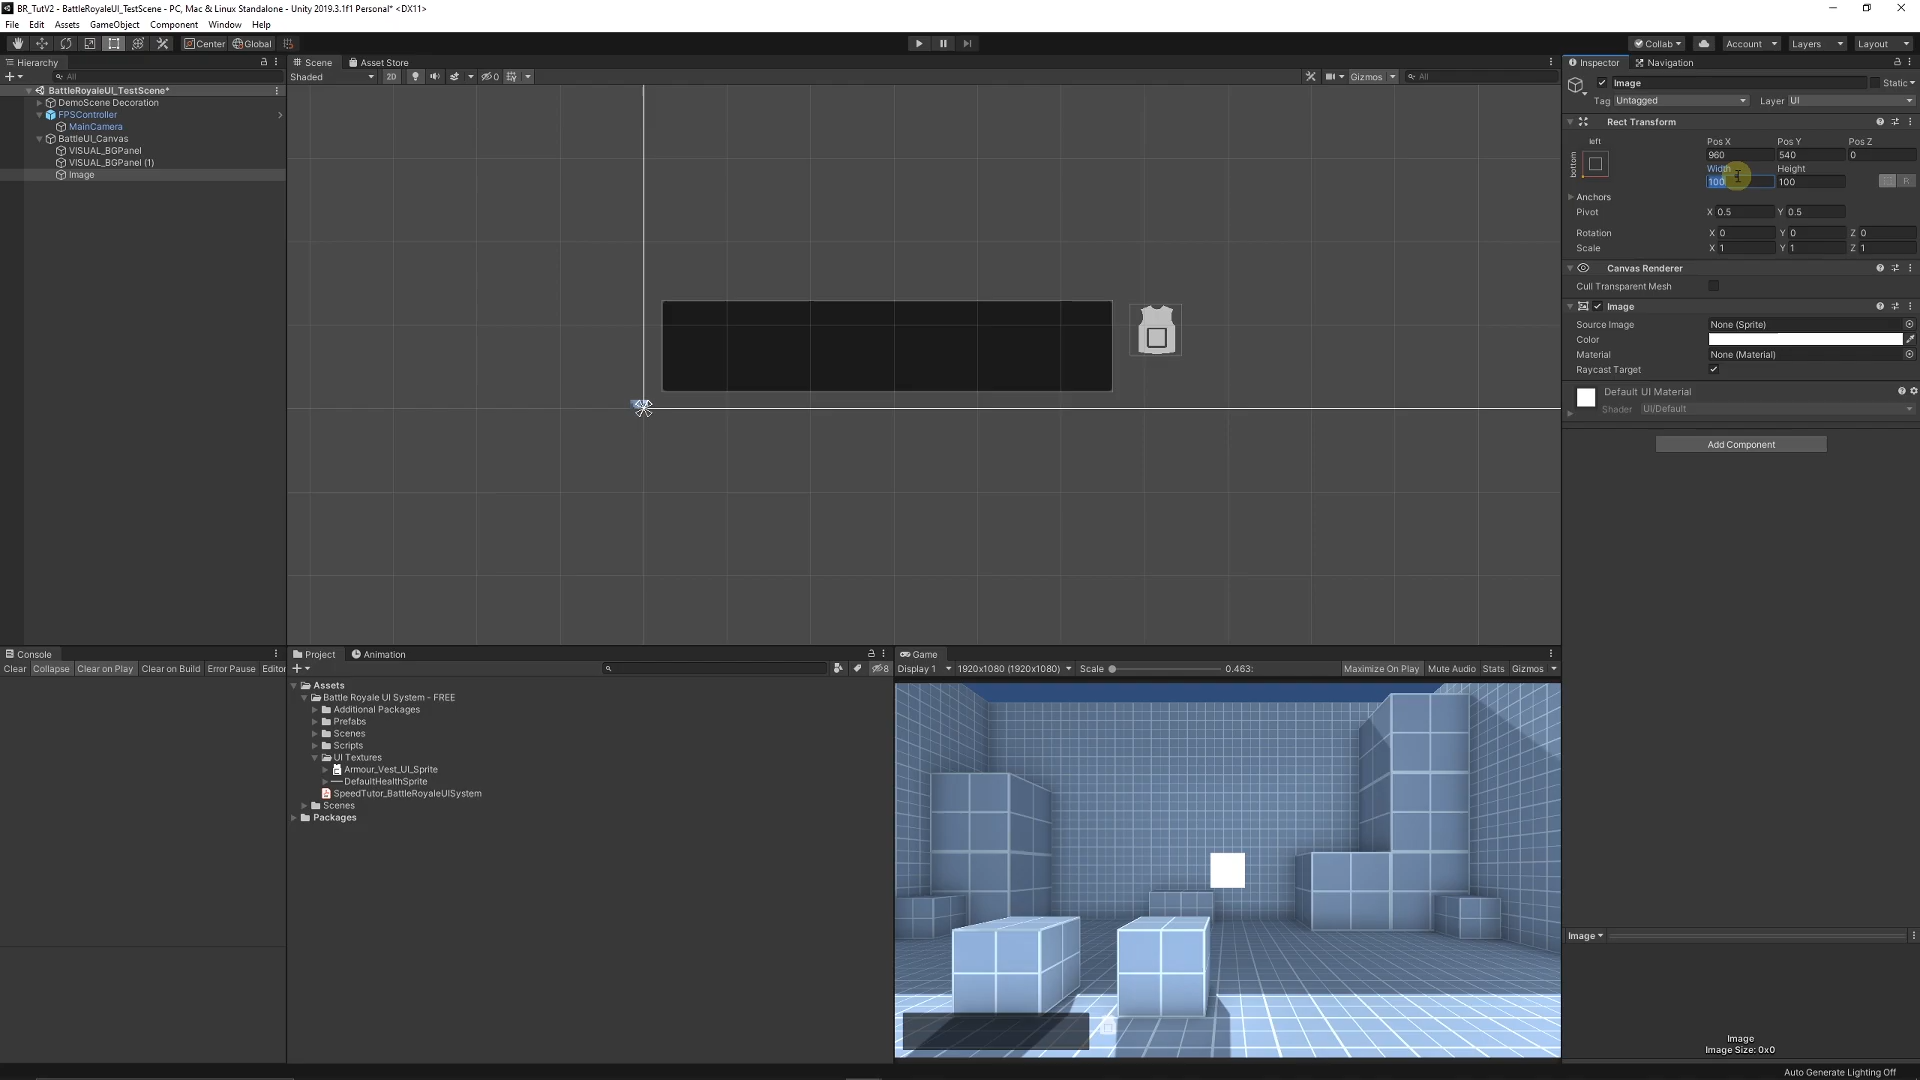 BR_TutV2 - BattleRoyaleUI_TestScene - PC, Mac & Linux Standalone - Unity 2019.3.1f1 Personal* <DX11>
File Edit Assets GameObject Component Window Help
Center Global Collab Account Layers Layout
Hierarchy
All
BattleRoyaleUI_TestScene*
DemoScene Decoration
FPSController
MainCamera
BattleUI_Canvas
VISUAL_BGPanel
VISUAL_BGPanel (1)
Image
Scene Asset Store
Shaded 2D 0 Gizmos All
Inspector Navigation
Image Static
Tag Untagged Layer UI
Rect Transform
left Pos X Pos Y Pos Z
bottom 960 540 0
Width Height
100 100 R
Anchors
Pivot X 0.5 Y 0.5
Rotation X 0 Y 0 Z 0
Scale X 1 Y 1 Z 1
Canvas Renderer
Cull Transparent Mesh
Image
Source Image None (Sprite)
Color
Material None (Material)
Raycast Target
Default UI Material
Shader UI/Default
Add Component
Console
Clear Collapse Clear on Play Clear on Build Error Pause Editor
Project Animation
8
Assets
Battle Royale UI System - FREE
Additional Packages
Prefabs
Scenes
Scripts
UI Textures
Armour_Vest_UI_Sprite
DefaultHealthSprite
SpeedTutor_BattleRoyaleUISystem
Scenes
Packages
Game
Display 1 1920x1080 (1920x1080) Scale 0.463: Maximize On Play Mute Audio Stats Gizmos
Image
Image
Image Size: 0x0
Auto Generate Lighting Off